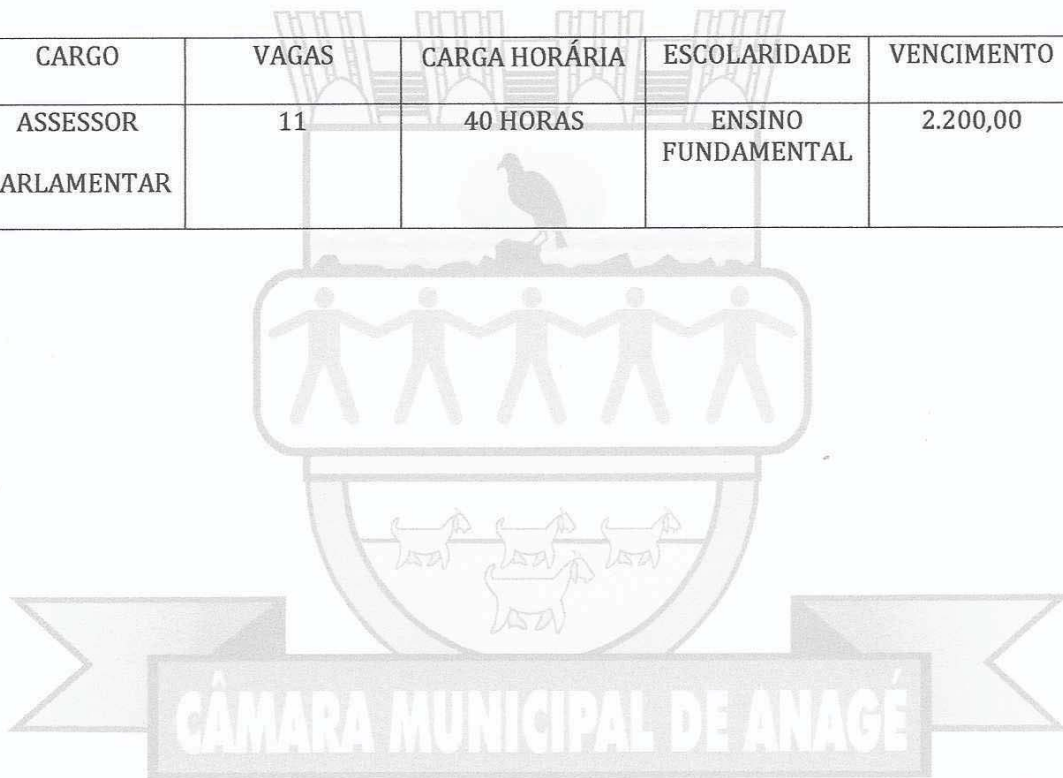 CARGO VAGAS CARGA HORÁRIA ESCOLARIDADE VENCIMENTO
ASSESSOR 11 40 HORAS ENSINO 2.200,00
FUNDAMENTAL
ARLAMENTAR
CÂMARA MUNICIPAL DE ANAGÉ